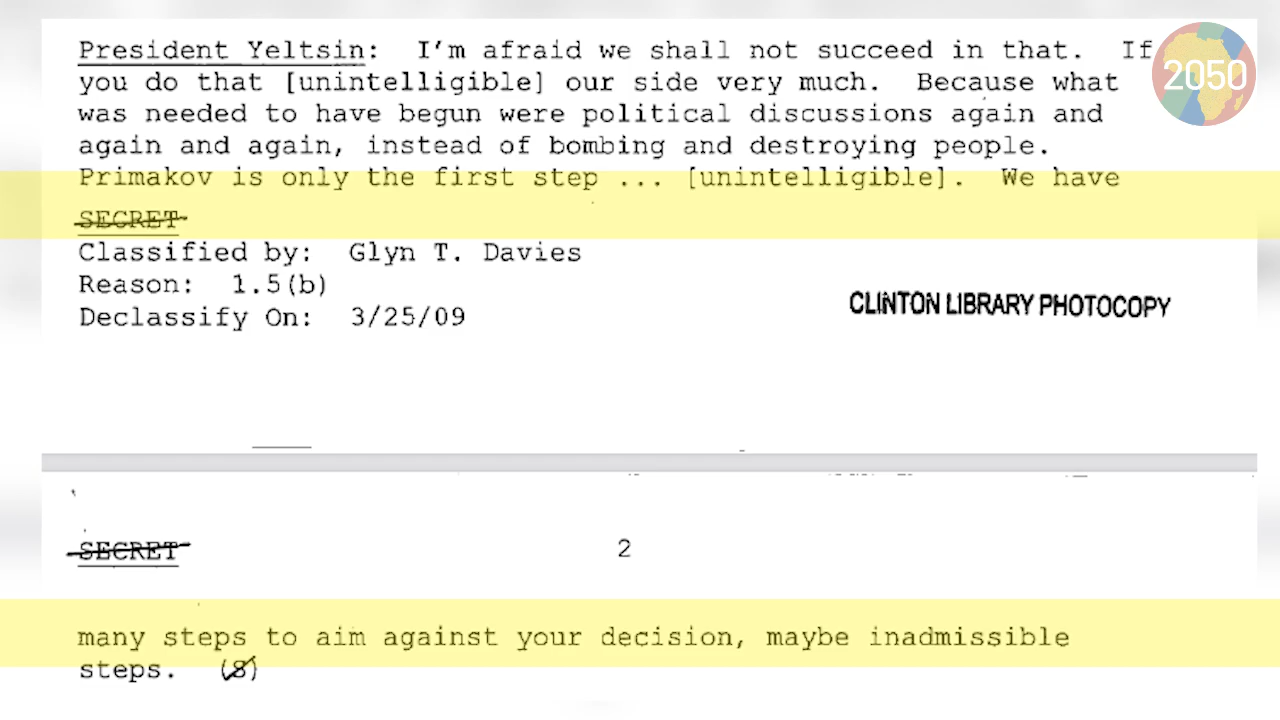 President Yeltsin: I'm afraid we shall not succeed in that. If
you do that [unintelligible] our side very much. Because what
was needed to have begun were political discussions again and
again and again, instead of bombing and destroying people.
Primakov is only the first step ... [unintelligible]. We have
SECRET
Classified by: Glyn T. Davies
Reason: 1.5(b)
Declassify On: 3/25/09
CLINTON LIBRARY PHOTOCOPY
SECRET
2
many steps to aim against your decision, maybe inadmissible
steps. (S)
2050